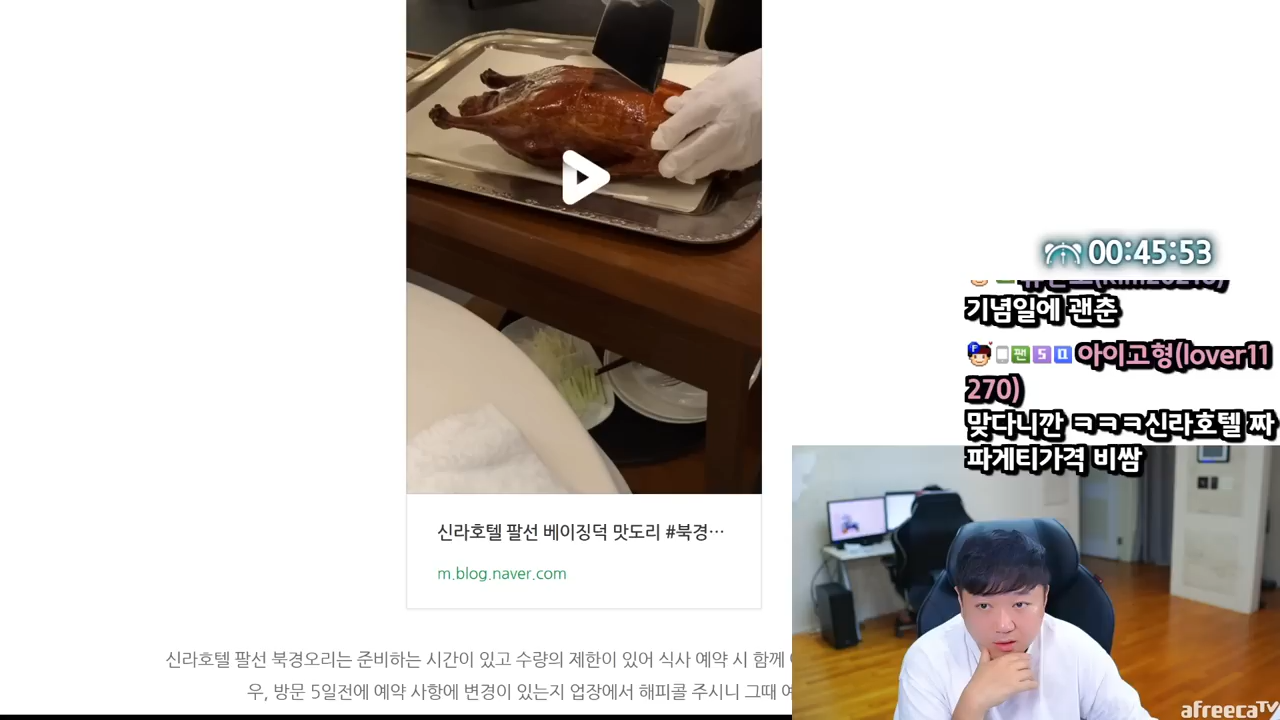 00:45:53
기념일에 괜춘
아이고형(lover11
270)
맞다니깐 ㅋㅋㅋ신라호텔 짜
파게티가격 비쌈
신라호텔 팔선 베이징덕 맛도리 #북경…
m.blog.naver.com
신라호텔 팔선 북경오리는 준비하는 시간이 있고 수량의 제한이 있어 식사 예약 시 함께
우, 방문 5일전에 예약 사항에 변경이 있는지 업장에서 해피콜 주시니 그때
afreecaTV